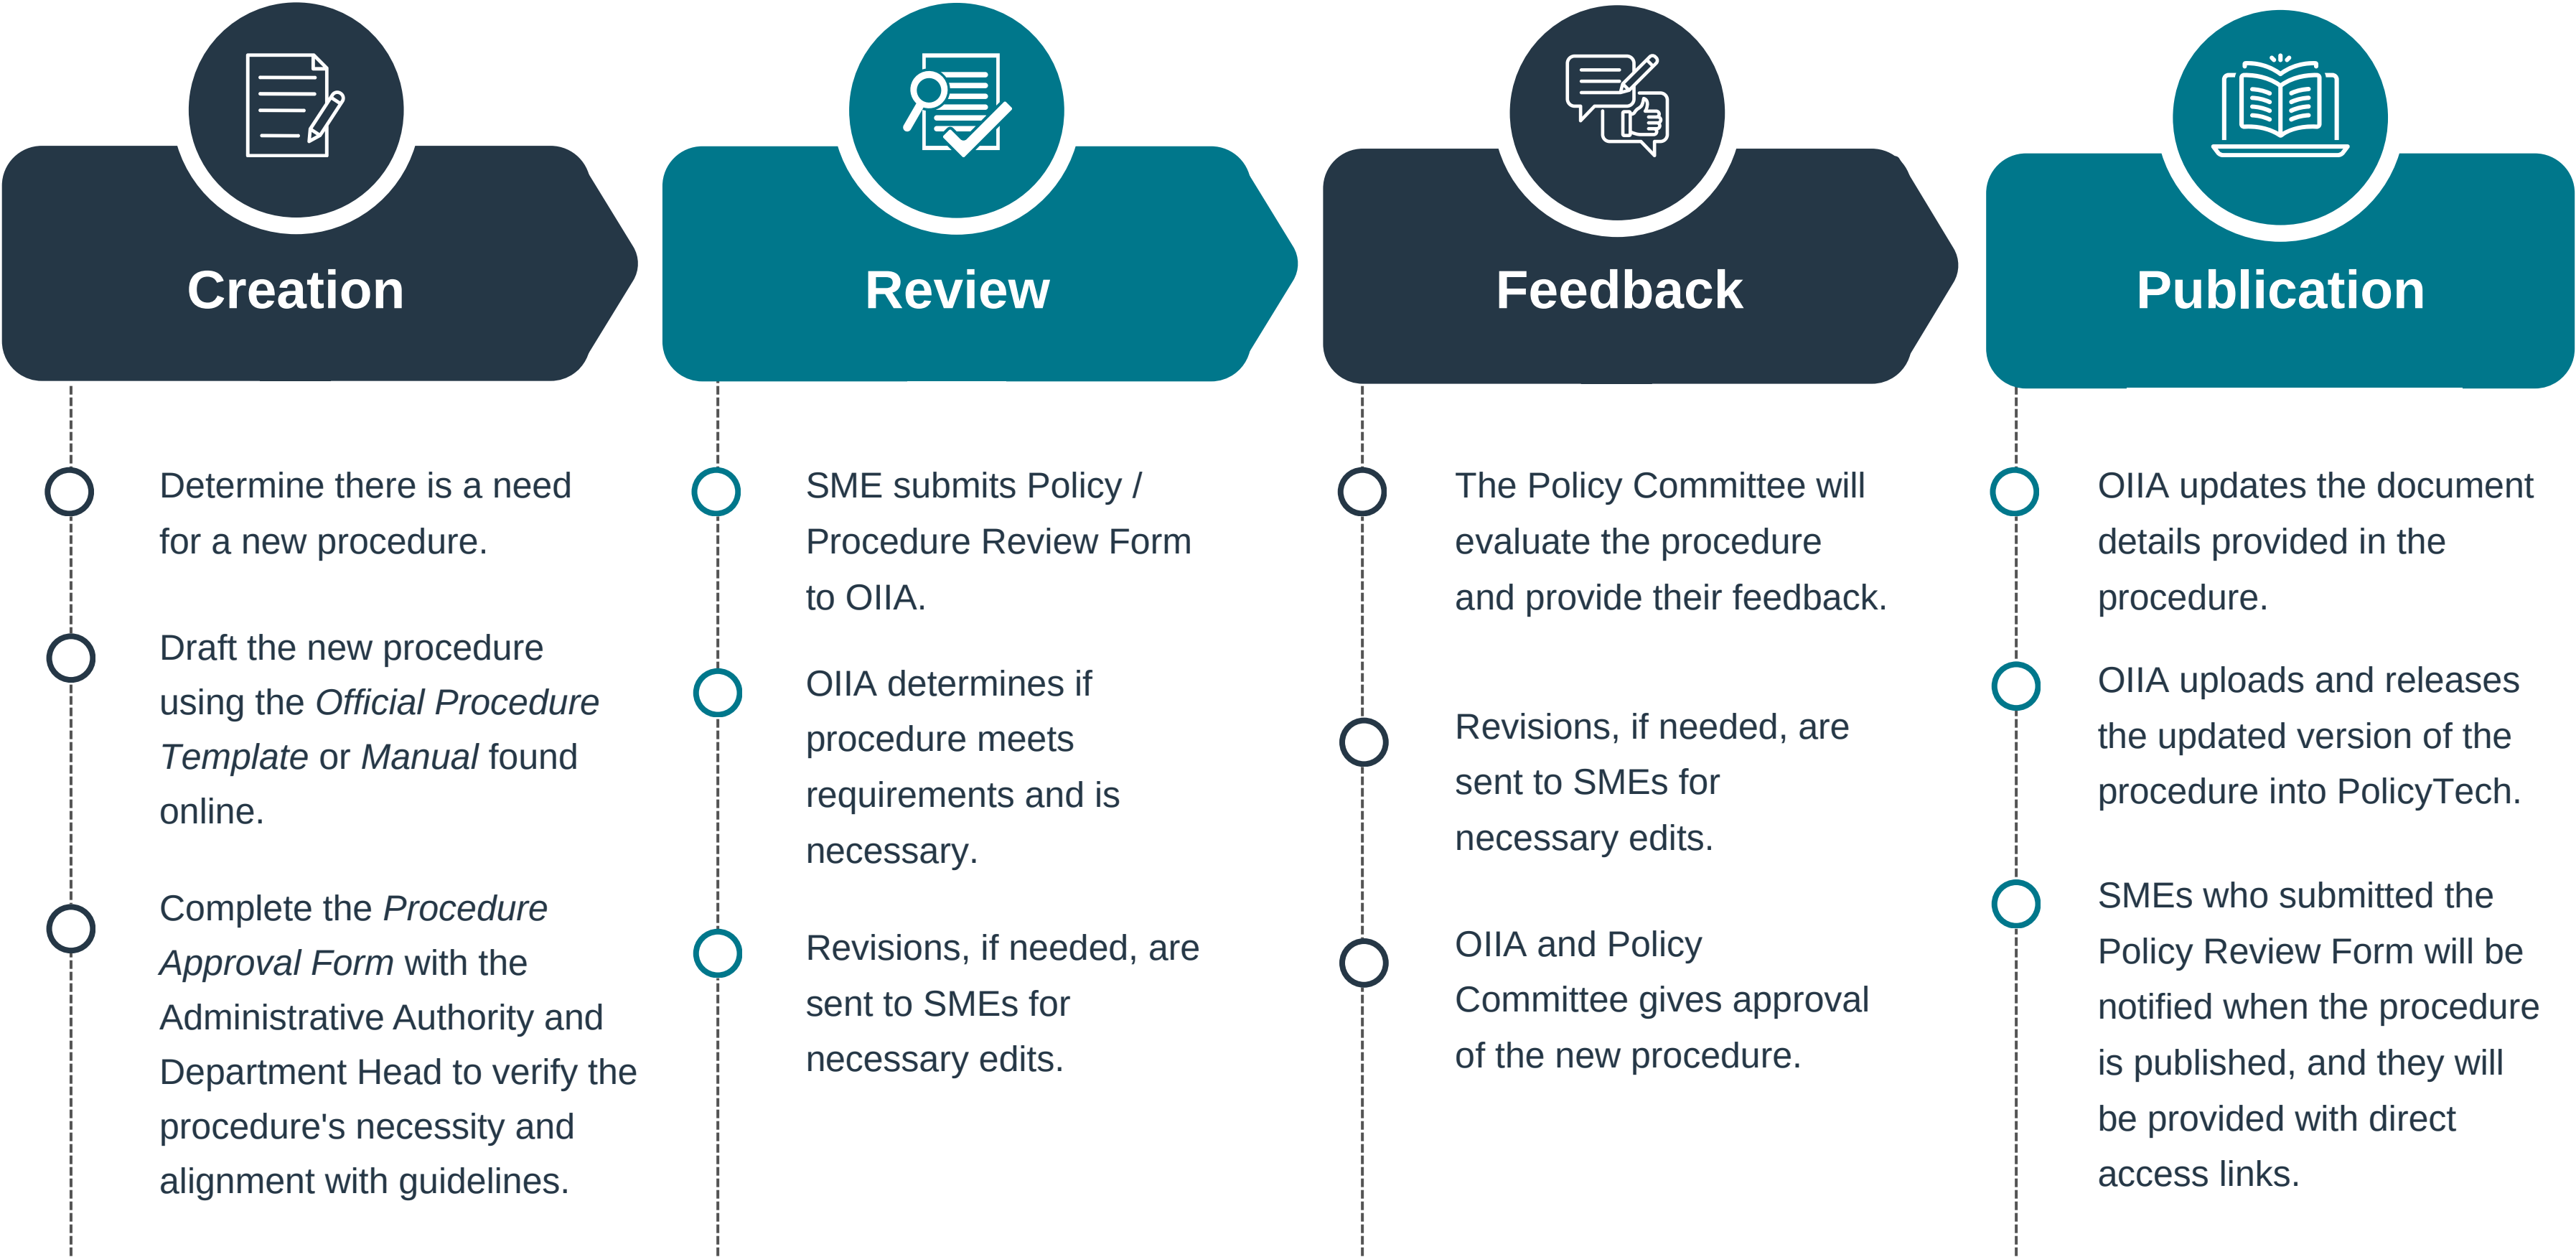 Creation
Determine there is a need
for a new procedure.
Draft the new procedure
using the Official Procedure
Template or Manual found
online.
Complete the Procedure
Approval Form with the
Administrative Authority and
Department Head to verify the
procedure's necessity and
alignment with guidelines.
Review
SME submits Policy /
Procedure Review Form
to OIIA.
OIIA determines if
procedure meets
requirements and is
necessary.
Revisions, if needed, are
sent to SMEs for
necessary edits.
Feedback
The Policy Committee will
evaluate the procedure
and provide their feedback.
Revisions, if needed, are
sent to SMEs for
necessary edits.
OIIA and Policy
Committee gives approval
of the new procedure.
Publication
OIIA updates the document
details provided in the
procedure.
OIIA uploads and releases
the updated version of the
procedure into PolicyTech.
SMEs who submitted the
Policy Review Form will be
notified when the procedure
is published, and they will
be provided with direct
access links.